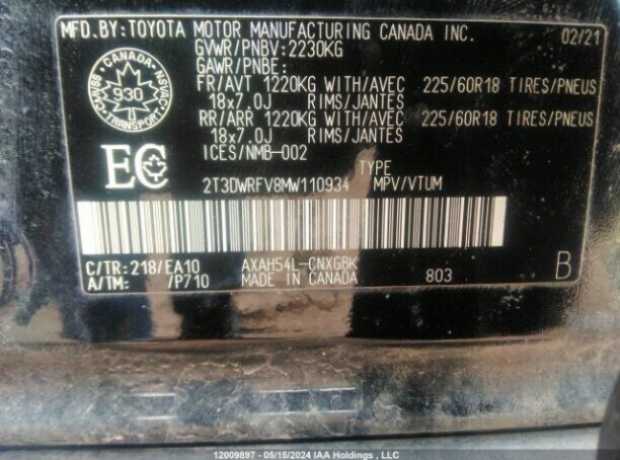 MFD.BY:TOYOTA MOTOR MANUFACTURING CANADA INC. 02/21
GVWR/PNBV:2230KG
GAWR/PNBE:
FR/AVT 1220KG WITH/AVEC 225/60R18 TIRES/PNEUS
18x7.0J RIMS/JANTES
RR/ARR 1220KG WITH/AVEC 225/60R18 TIRES/PNEUS
18x7.0J RIMS/JANTES
ICES/NMB-002
CANADA
930
TRANSPORT
EC
TYPE
2T3DWRFV8MW110934 MPV/VTUM
C/TR:218/EA10 AXAH54L-CNXGBK
A/TM: /P710 MADE IN CANADA 803 B
12009897 - 05/15/2024 IAA Holdings , LLC